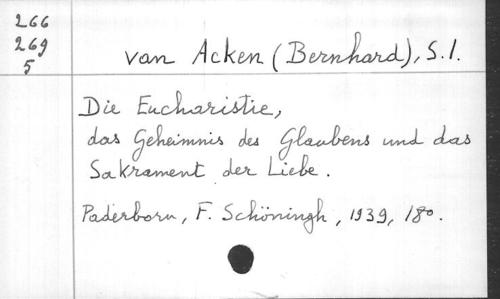 266
269
5
van Acken (Bernhard), S.I.
Die Eucharistie,
das Geheimnis des Glaubens und das
Sakrament der Liebe.
Paderborn, F. Schöningh, 1939, 18°.